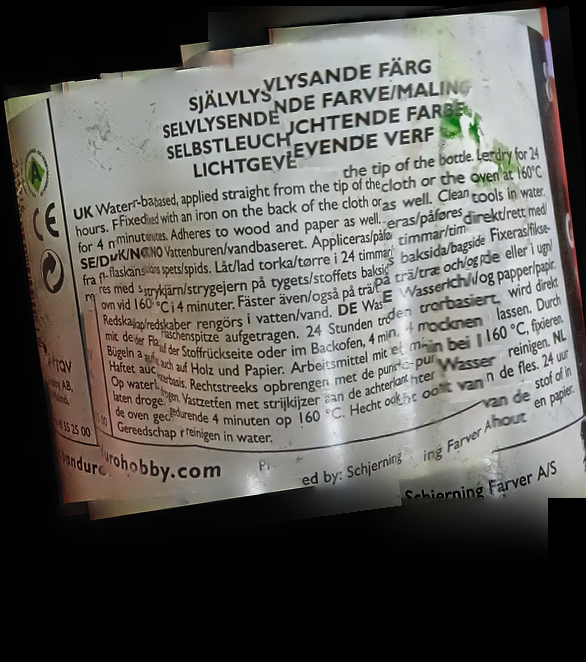 SJÄLVLYSANDE FÄRG
SELVLYSENDE FARVE/MALING
SELBSTLEUCHTENDE FARBE
LICHTGEVENDE VERF
UK Water-based, applied straight from the tip of the bottle. Let dry for 24
hours. Fixed with an iron on the back of the cloth or the oven at 160°C
for 4 minutes. Adheres to wood and paper as well. Clean tools in water.
SE/DK/NO Vattenburen/vandbaseret. Appliceras/påføres direkt/rett med/
fra flaskans spets/spids. Låt/lad torka/tørre i 24 timmar/timer. Fixeras/fikse-
res med strykjärn/strygejern på tygets/stoffets baksida/bagside eller i ugn/
ovn vid 160°C i 4 minuter. Fäster även/også på trä/træ och/og papper/papir.
Redskap/redskaber rengörs i vatten/vand. DE Wasserbasiert, wird direkt
mit der Flaschenspitze aufgetragen. 24 Stunden trocknen lassen. Durch
Bügeln auf der Stoffrückseite oder im Backofen, 4 min. bei 160 °C, fixieren.
Haftet auch auf Holz und Papier. Arbeitsmittel mit Wasser reinigen. NL
Op waterbasis. Rechtstreeks opbrengen met de punt van de fles. 24 uur
laten drogen. Vastzetten met strijkijzer aan de achterkant van de stof of in
de oven gedurende 4 minuten op 160 °C. Hecht ook op hout en papier.
Gereedschap reinigen in water.
ed by: Schjerning Farver A/S
55 25 00
hobby.com